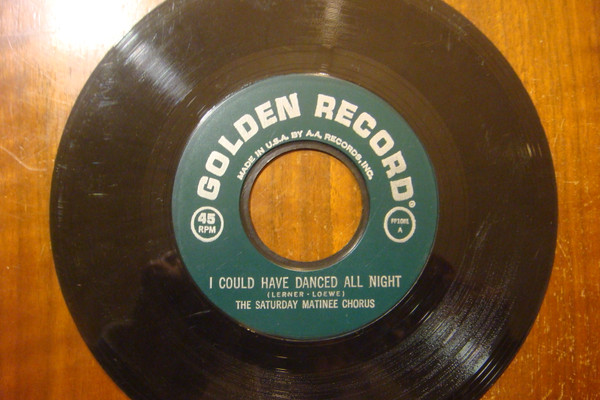 GOLDEN RECORD®
MADE IN U.S.A. BY A.A. RECORDS, INC.
45
RPM
A
I COULD HAVE DANCED ALL NIGHT
(LERNER - LOEWE)
THE SATURDAY MATINEE CHORUS